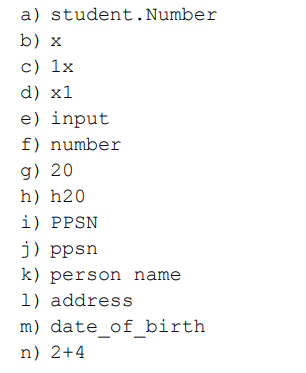 a) student.Number
b) x
c) 1x
d) x1
e) input
f) number
g) 20
h) h20
i) PPSN
j) ppsn
k) person name
l) address
m) date_of_birth
n) 2+4